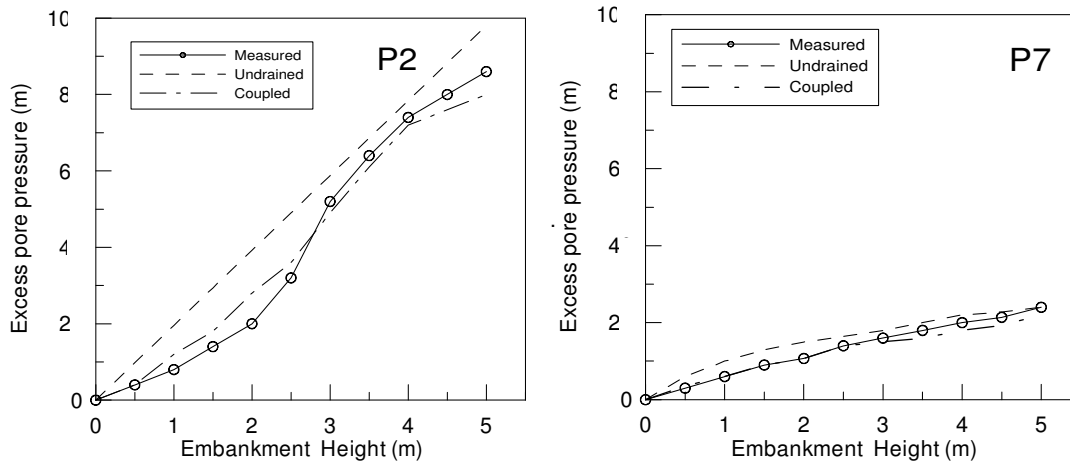 10
8
6
4
2
0
Excess pore pressure (m)
Measured
Undrained
Coupled
P2
0 1 2 3 4 5
Embankment Height (m)
10
8
6
4
2
0
Excess pore pressure (m)
Measured
Undrained
Coupled
P7
0 1 2 3 4 5
Embankment Height (m)